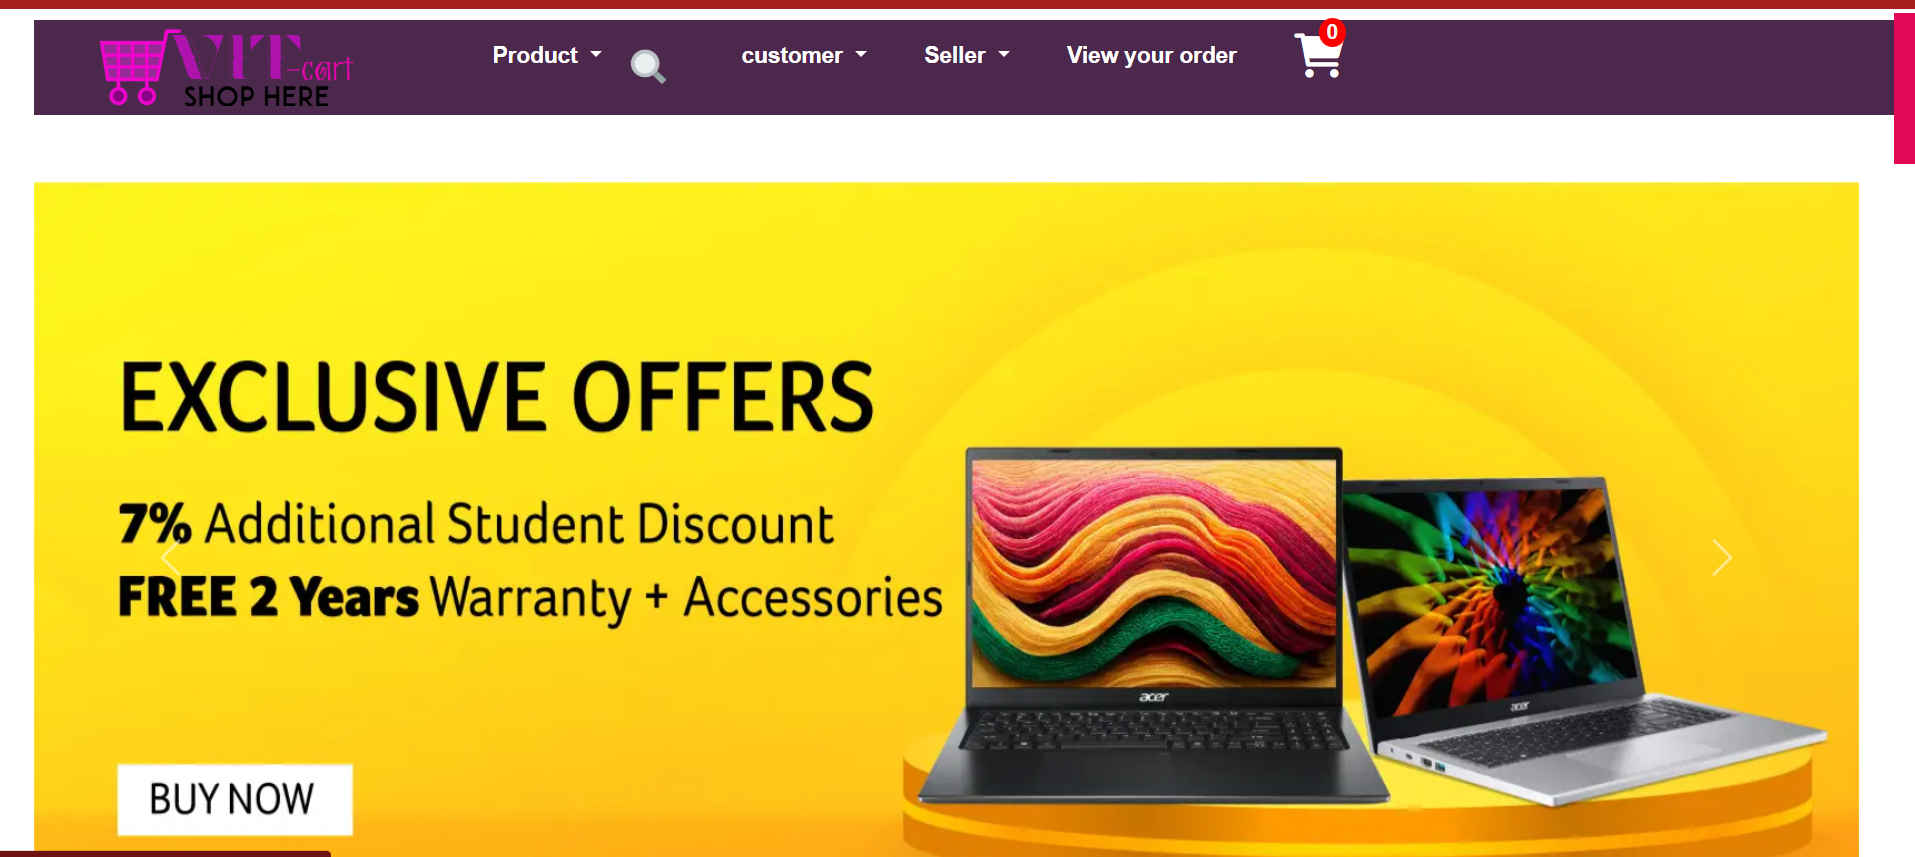 VIT-cart
SHOP HERE
Product
customer
Seller
View your order
0
EXCLUSIVE OFFERS
7% Additional Student Discount
FREE 2 Years Warranty + Accessories
BUY NOW
acer
acer